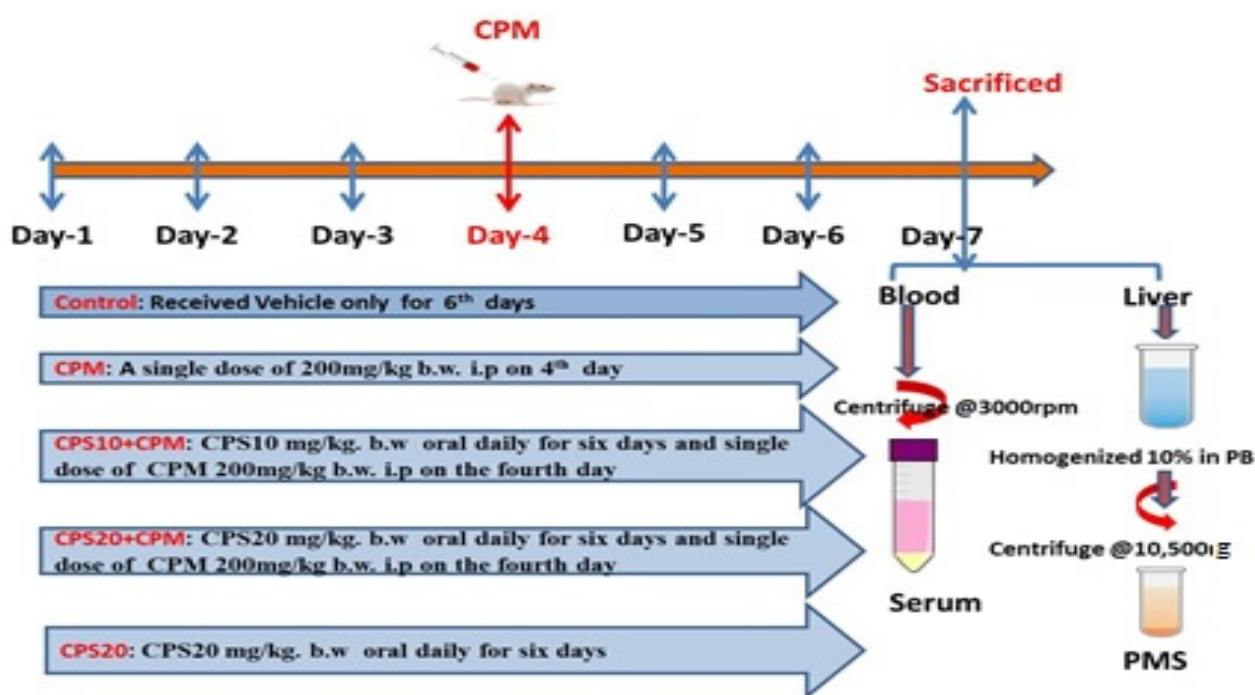 CPM
Sacrificed
Day-1
Day-2
Day-3
Day-4
Day-5
Day-6
Day-7
Control: Received Vehicle only for 6th days
CPM: A single dose of 200mg/kg b.w. i.p on 4th day
CPS10+CPM: CPS10 mg/kg. b.w oral daily for six days and single
dose of CPM 200mg/kg b.w. i.p on the fourth day
CPS20+CPM: CPS20 mg/kg. b.w oral daily for six days and single
dose of CPM 200mg/kg b.w. i.p on the fourth day
CPS20: CPS20 mg/kg. b.w oral daily for six days
Blood
Centrifuge @3000rpm
Serum
Liver
Homogenized 10% in PB
Centrifuge
PMS